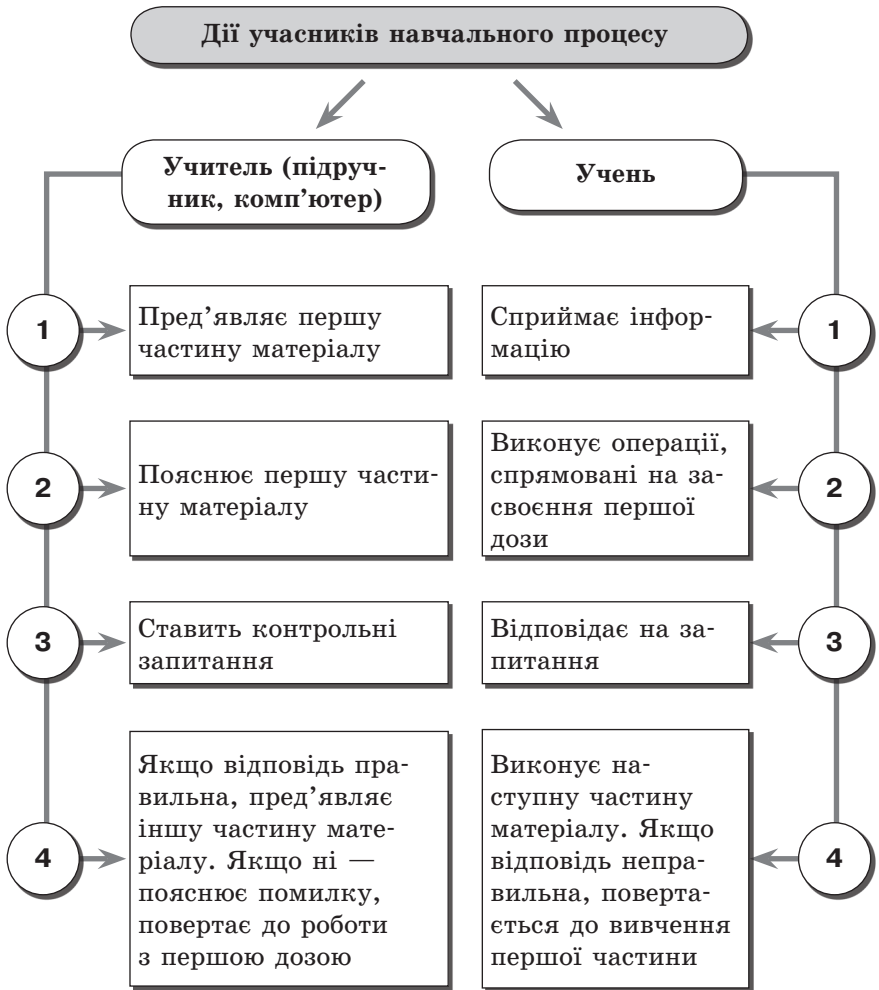 Дії учасників навчального процесу
Учитель (підруч-
ник, комп’ютер)
Учень
1
Пред’являє першу
частину матеріалу
Сприймає інфор-
мацію
1
2
Пояснює першу части-
ну матеріалу
Виконує операції,
спрямовані на за-
своєння першої
дози
2
3
Ставить контрольні
запитання
Відповідає на за-
питання
3
4
Якщо відповідь пра-
вильна, пред’являє
іншу частину мате-
ріалу. Якщо ні —
пояснює помилку,
повертає до роботи
з першою дозою
Виконує на-
ступну частину
матеріалу. Якщо
відповідь непра-
вильна, поверта-
ється до вивчення
першої частини
4